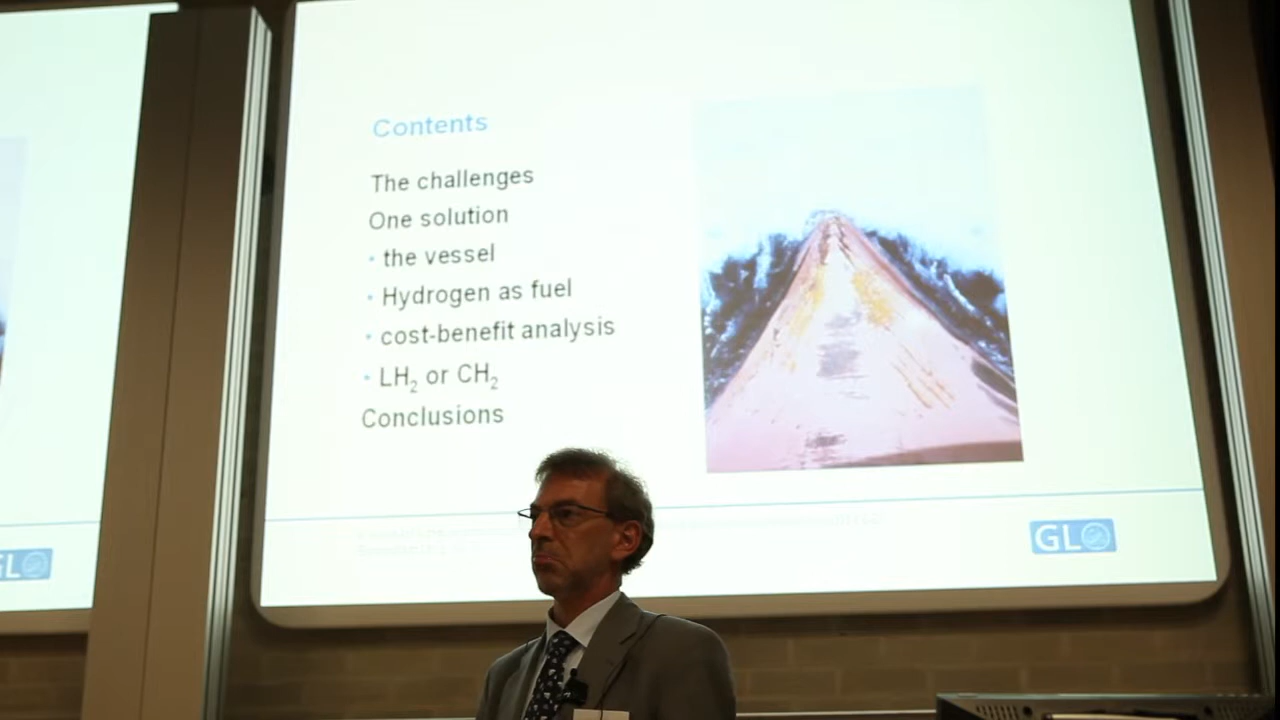 Contents
The challenges
One solution
• the vessel
• Hydrogen as fuel
• cost-benefit analysis
• LH₂ or CH₂
Conclusions
GL
GL